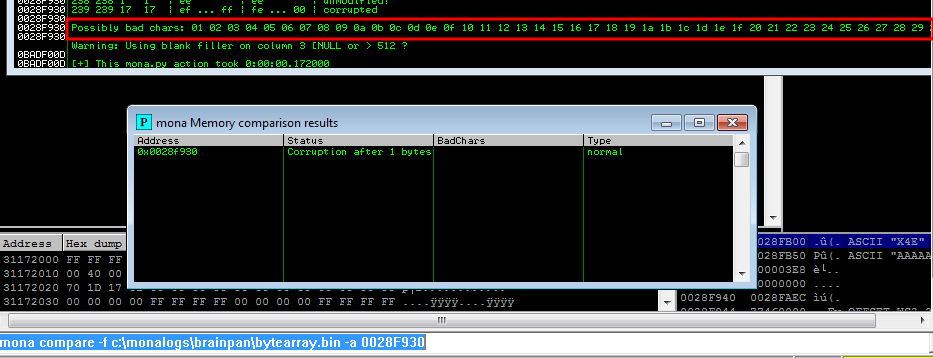 0028F930 258 258 1 1 | ee ee | unmodified!
0028F930 239 239 17 17 | ef ... ff | fe ... 00 | corrupted
0028F930
0028F930 Possibly bad chars: 01 02 03 04 05 06 07 08 09 0a 0b 0c 0d 0e 0f 10 11 12 13 14 15 16 17 18 19 1a 1b 1c 1d 1e 1f 20 21 22 23 24 25 26 27 28 29
0028F930
Warning: Using blank filler on column 3 [NULL or > 512 ?
0BADF00D
0BADF00D [+] This mona.py action took 0:00:00.172000
P mona Memory comparison results
Address Status BadChars Type
0x0028f930 Corruption after 1 bytes normal
Address Hex dump
31172000 FF FF FF
31172010 00 40 00
31172020 70 1D 17
31172030 00 00 00 00 FF FF FF FF 00 00 00 00 FF FF FF FF ....ÿÿÿÿ....ÿÿÿÿ
0028FB00 .û(. ASCII "X4E"
0028FB50 Pû(. ASCII "AAAAA
000003E8
00000000 ....
0028F940 0028FAEC ìú(.
mona compare -f c:\monalogs\brainpan\bytearray.bin -a 0028F930